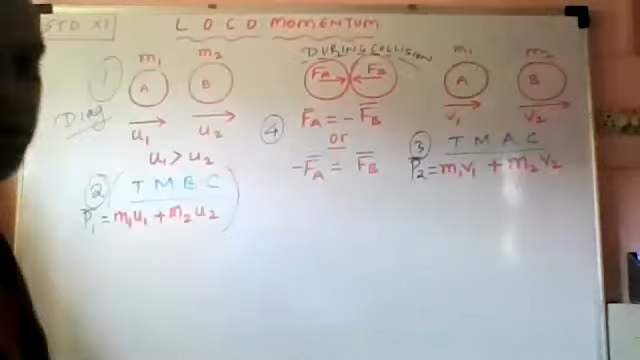 STD XI
L O C O MOMENTUM
1
Diag
m1 m2
A B
u1 u2
u1 > u2
2 T M B C
P1 = m1u1 + m2u2
DURING COLLISION
FA FB
4
FA = - FB
or
-FA = FB
m1 m2
A B
v1 v2
3 T M A C
P2 = m1v1 + m2v2